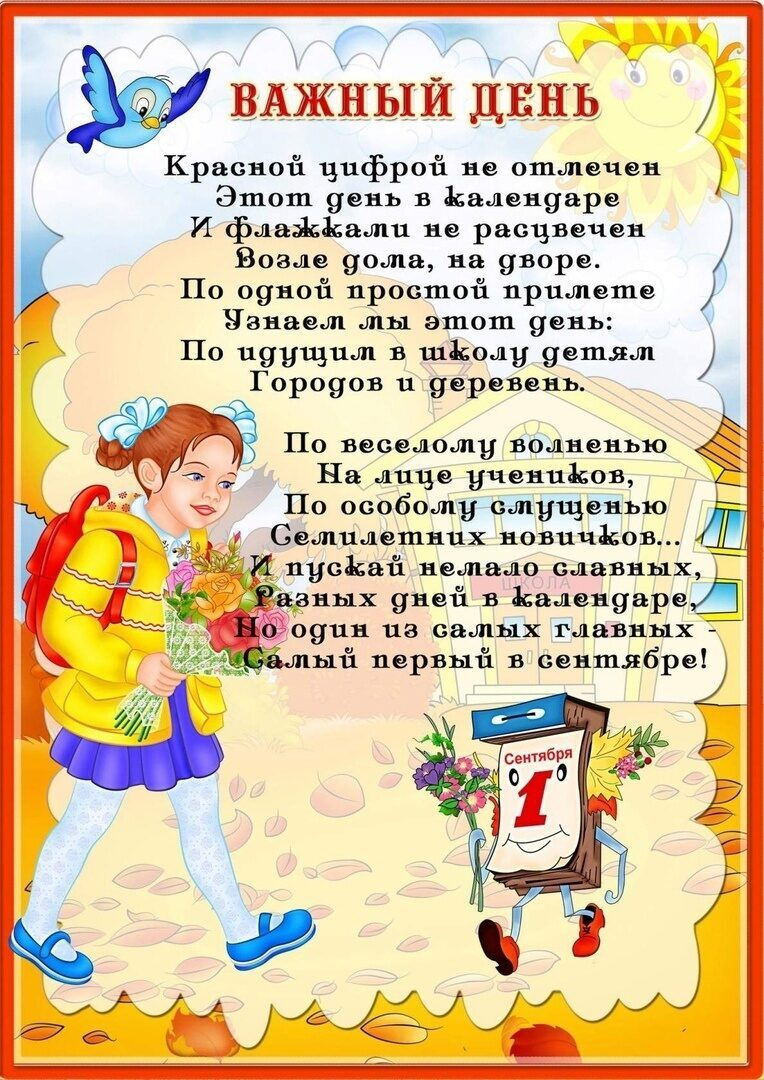 ВАЖНЫЙ ДЕНЬ
Красной цифрой не отмечен
Этот день в календаре
И флажками не расцвечен
Возле дома, на дворе.
По одной простой примете
Узнаем мы этот день:
По идущим в школу детям
Городов и деревень.
По веселому волненью
На лице учеников,
По особому смущенью
Семилетних новичков...
И пускай немало славных,
Разных дней в календаре,
Но один из самых главных -
Самый первый в сентябре!
ШКОЛА
Сентября
1